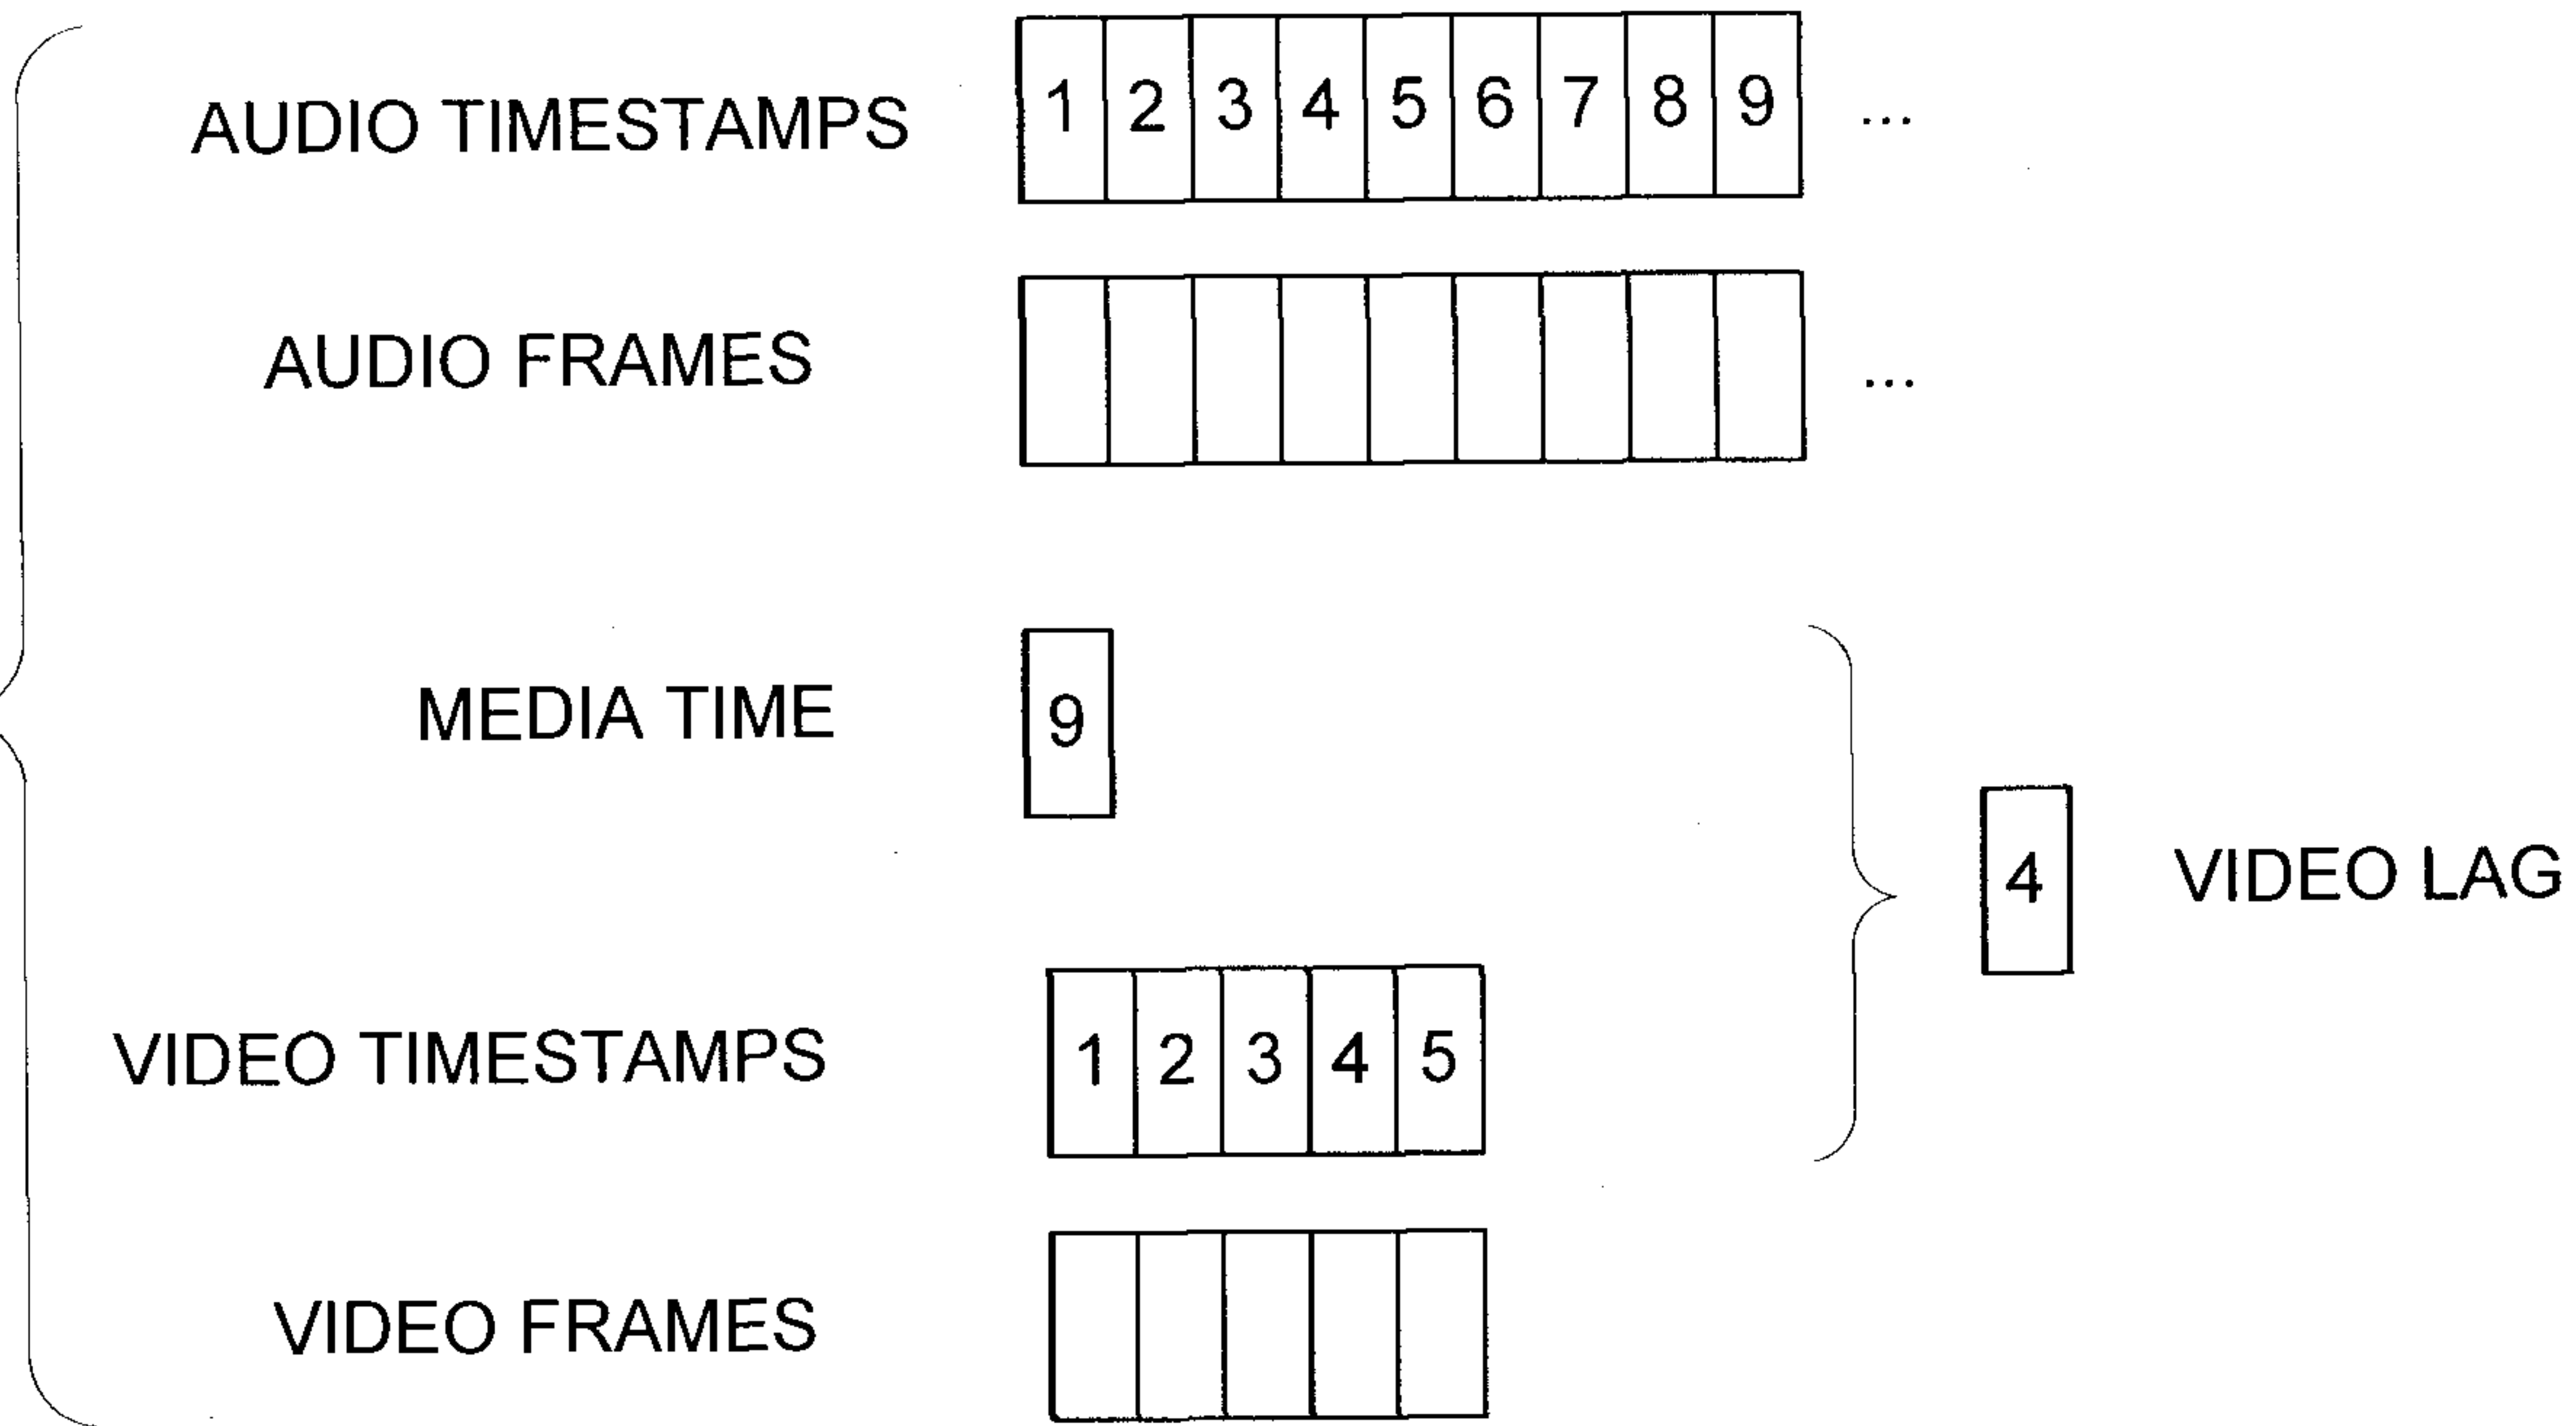 AUDIO TIMESTAMPS 1 2 3 4 5 6 7 8 9 ...
AUDIO FRAMES ...
MEDIA TIME 9
4 VIDEO LAG
VIDEO TIMESTAMPS 1 2 3 4 5
VIDEO FRAMES